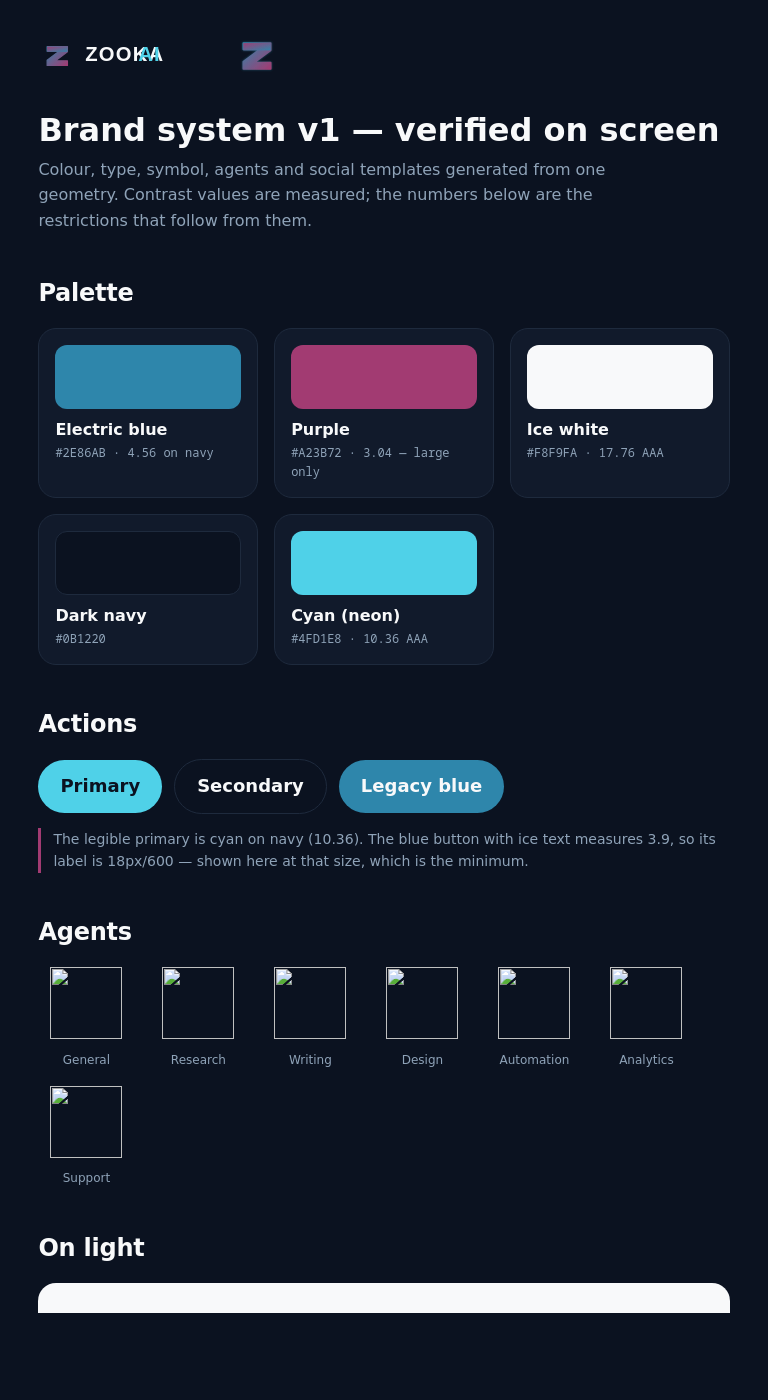 ZOOKA AI
Brand system v1 — verified on screen
Colour, type, symbol, agents and social templates generated from one
geometry. Contrast values are measured; the numbers below are the
restrictions that follow from them.
Palette
Electric blue
#2E86AB · 4.56 on navy
Purple
#A23B72 · 3.04 — large
only
Ice white
#F8F9FA · 17.76 AAA
Dark navy
#0B1220
Cyan (neon)
#4FD1E8 · 10.36 AAA
Actions
Primary
Secondary
Legacy blue
The legible primary is cyan on navy (10.36). The blue button with ice text measures 3.9, so its
label is 18px/600 — shown here at that size, which is the minimum.
Agents
General
Research
Writing
Design
Automation
Analytics
Support
On light